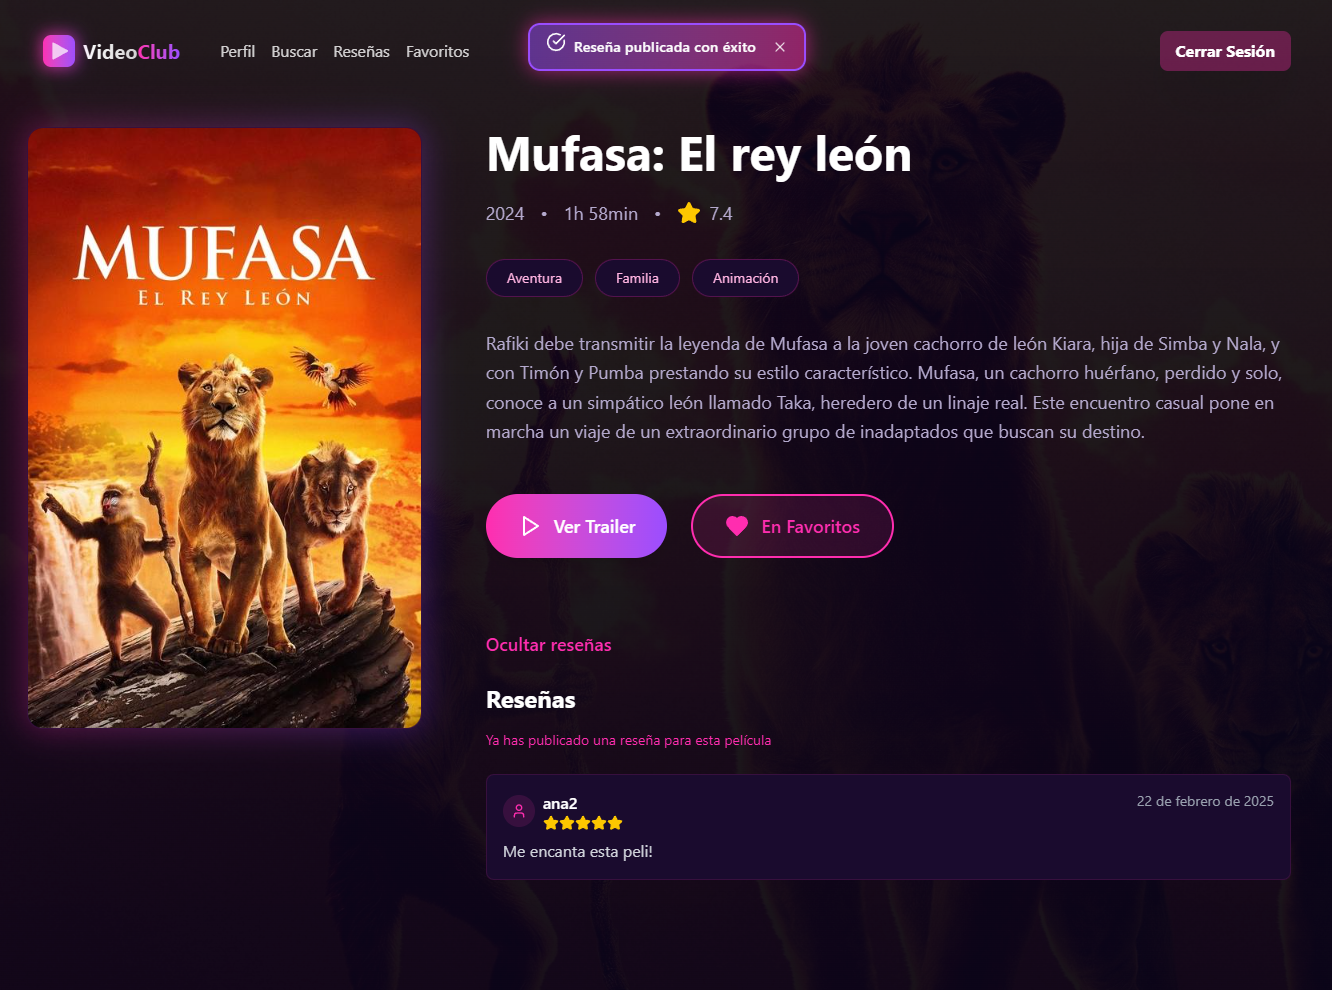 VideoClub
Perfil Buscar Reseñas Favoritos
Reseña publicada con éxito
Cerrar Sesión
MUFASA
EL REY LEÓN
Mufasa: El rey león
2024 • 1h 58min • 7.4
Aventura Familia Animación
Rafiki debe transmitir la leyenda de Mufasa a la joven cachorro de león Kiara, hija de Simba y Nala, y
con Timón y Pumba prestando su estilo característico. Mufasa, un cachorro huérfano, perdido y solo,
conoce a un simpático león llamado Taka, heredero de un linaje real. Este encuentro casual pone en
marcha un viaje de un extraordinario grupo de inadaptados que buscan su destino.
Ver Trailer
En Favoritos
Ocultar reseñas
Reseñas
Ya has publicado una reseña para esta película
ana2
22 de febrero de 2025
Me encanta esta peli!